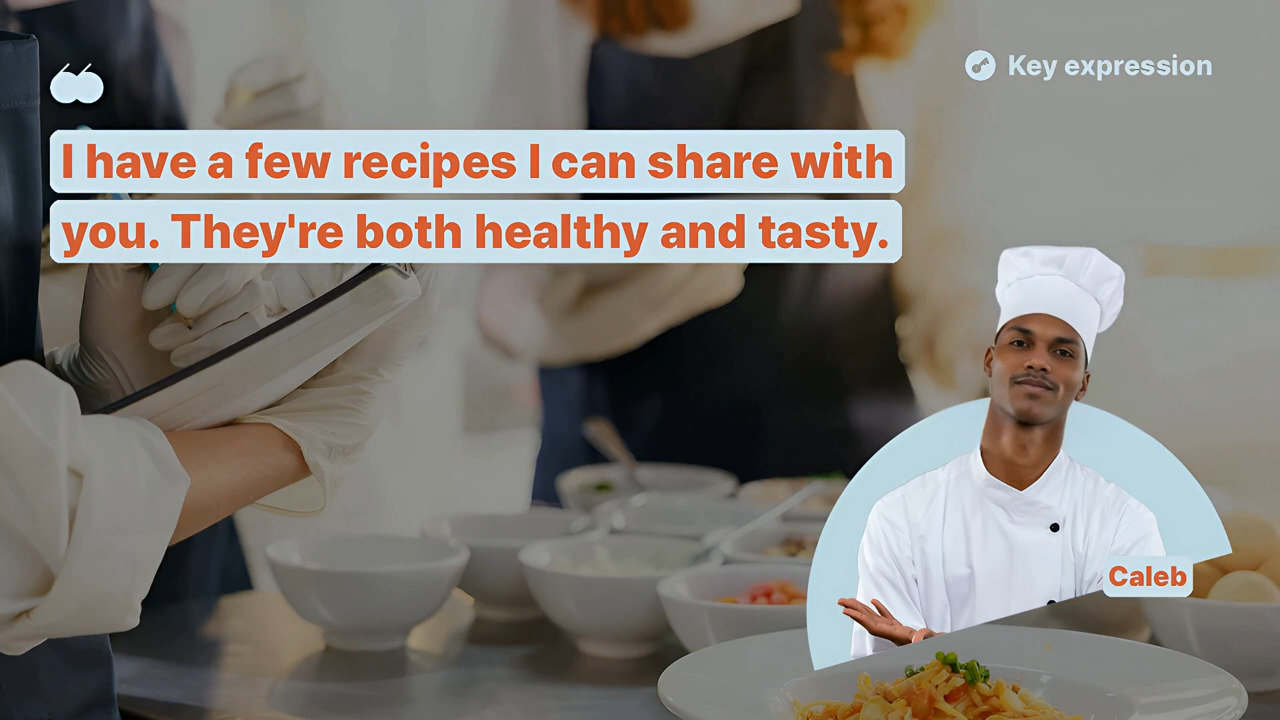 Key expression
I have a few recipes I can share with
you. They're both healthy and tasty.
Caleb